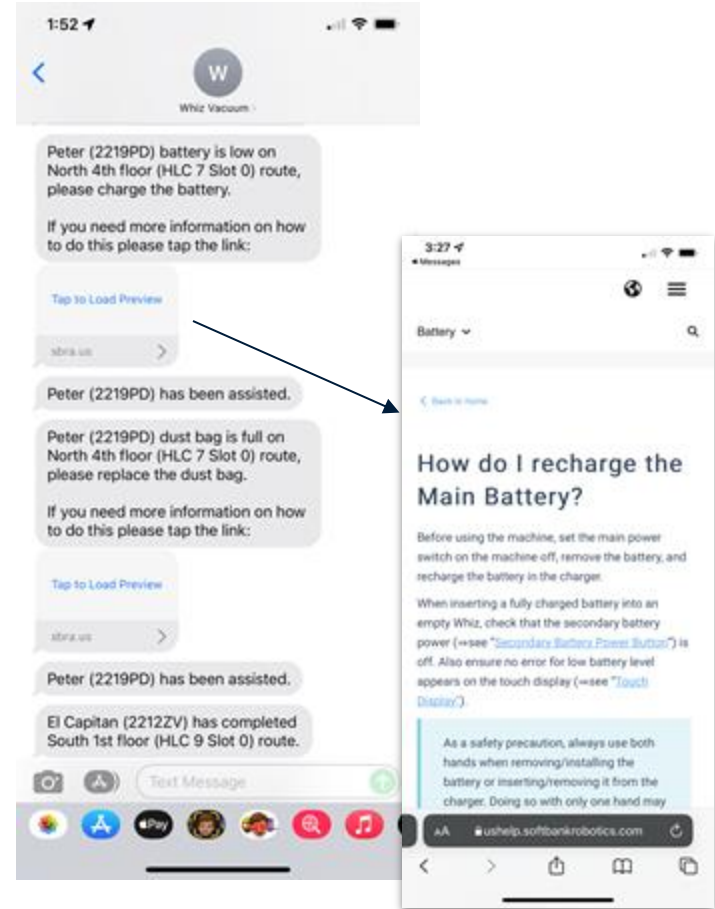 1:52
W
Whiz Vacuum
Peter (2219PD) battery is low on
North 4th floor (HLC 7 Slot 0) route,
please charge the battery.
If you need more information on how
to do this please tap the link:
Tap to Load Preview
sbra.us
Peter (2219PD) has been assisted.
Peter (2219PD) dust bag is full on
North 4th floor (HLC 7 Slot 0) route,
please replace the dust bag.
If you need more information on how
to do this please tap the link:
Tap to Load Preview
sbra.us
Peter (2219PD) has been assisted.
El Capitan (2212ZV) has completed
South 1st floor (HLC 9 Slot 0) route.
Text Message
Pay
3:27
Messages
Battery
Back to home
How do I recharge the
Main Battery?
Before using the machine, set the main power
switch on the machine off, remove the battery, and
recharge the battery in the charger.
When inserting a fully charged battery into an
empty Whiz, check that the secondary battery
power (⇒see "Secondary Battery Power Button") is
off. Also ensure no error for low battery level
appears on the touch display (⇒see "Touch
Display").
As a safety precaution, always use both
hands when removing/installing the
battery or inserting/removing it from the
charger. Doing so with only one hand may
AA ushelp.softbankrobotics.com